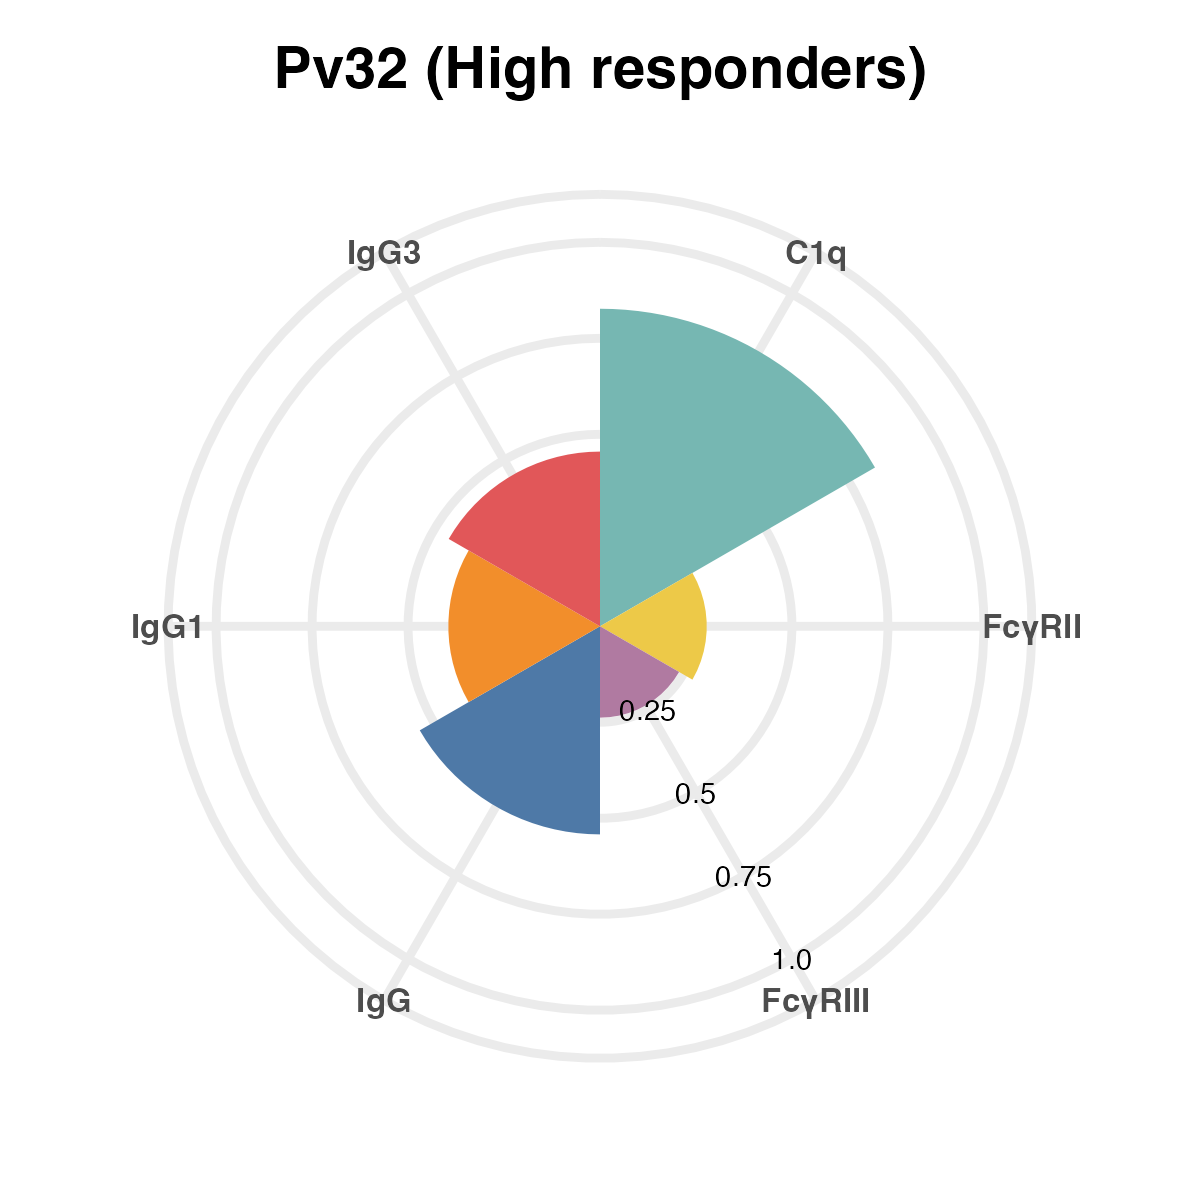 Pv32 (High responders)
IgG3
C1q
IgG1
FcγRII
0.25
0.5
0.75
1.0
IgG
FcγRIII